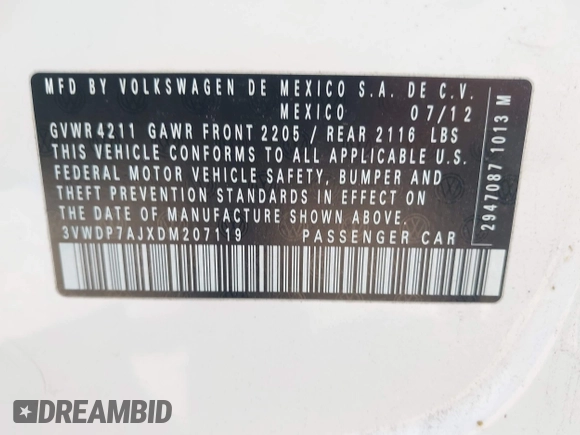 MFD BY VOLKSWAGEN DE MEXICO S.A. DE C.V.
MEXICO 07/12
GVWR 4211 GAWR FRONT 2205 / REAR 2116 LBS
THIS VEHICLE CONFORMS TO ALL APPLICABLE U.S.
FEDERAL MOTOR VEHICLE SAFETY, BUMPER AND
THEFT PREVENTION STANDARDS IN EFFECT ON
THE DATE OF MANUFACTURE SHOWN ABOVE.
3VWDP7AJXDM207119 PASSENGER CAR
2947087 1013 M
DREAMBID